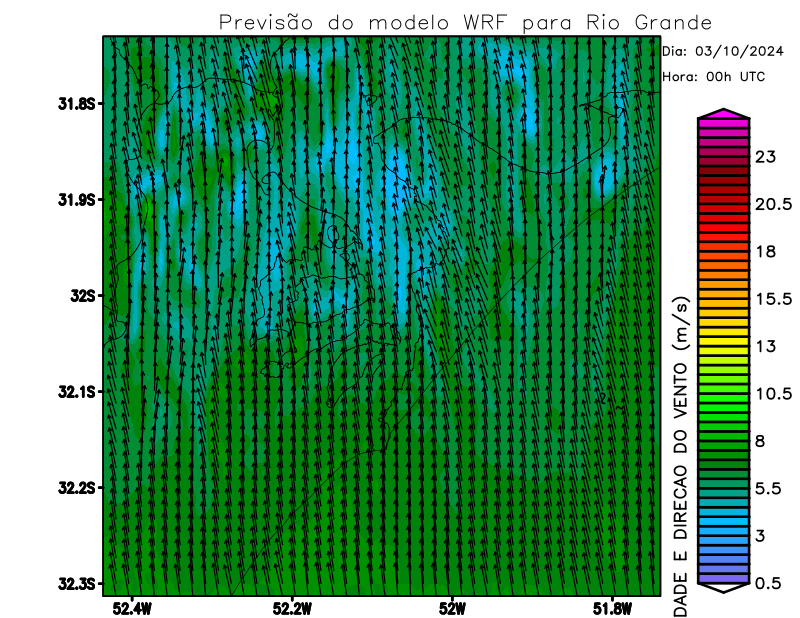 Previsão do modelo WRF para Rio Grande
Dia: 03/10/2024
Hora: 00h UTC
31.8S
31.9S
32S
32.1S
32.2S
32.3S
52.4W
52.2W
52W
51.8W
23
20.5
18
15.5
13
10.5
8
5.5
3
0.5
DADE E DIRECAO DO VENTO (m/s)